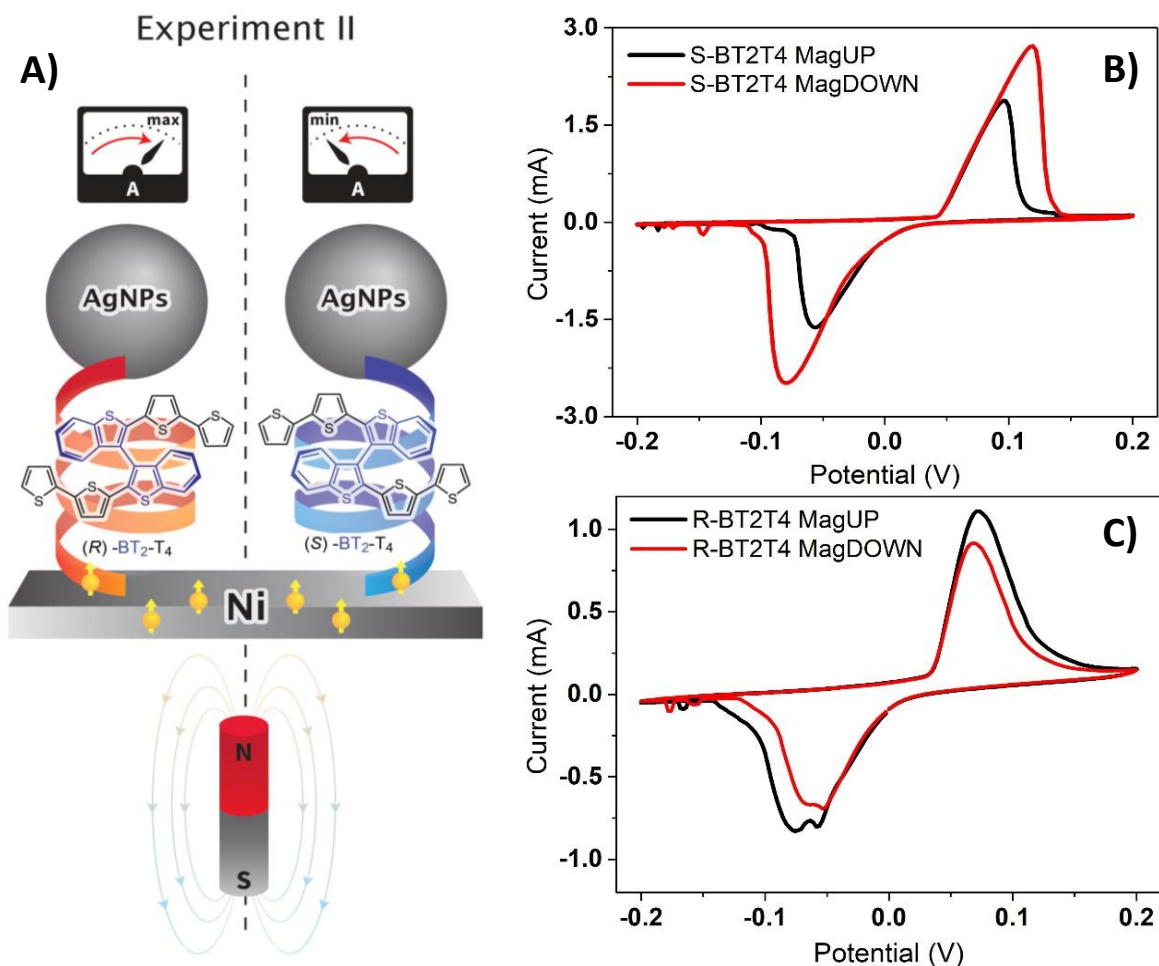 Experiment II
A)
max
A
min
A
AgNPs
AgNPs
S
S
S
S
S
S
(R) -BT₂-T₄
S
S
S
S
S
S
(S) -BT₂-T₄
Ni
N
S
B)
S-BT2T4 MagUP
S-BT2T4 MagDOWN
3.0
1.5
0.0
-1.5
-3.0
Current (mA)
-0.2 -0.1 0.0 0.1 0.2
Potential (V)
C)
R-BT2T4 MagUP
R-BT2T4 MagDOWN
1.0
0.5
0.0
-0.5
-1.0
Current (mA)
-0.2 -0.1 0.0 0.1 0.2
Potential (V)